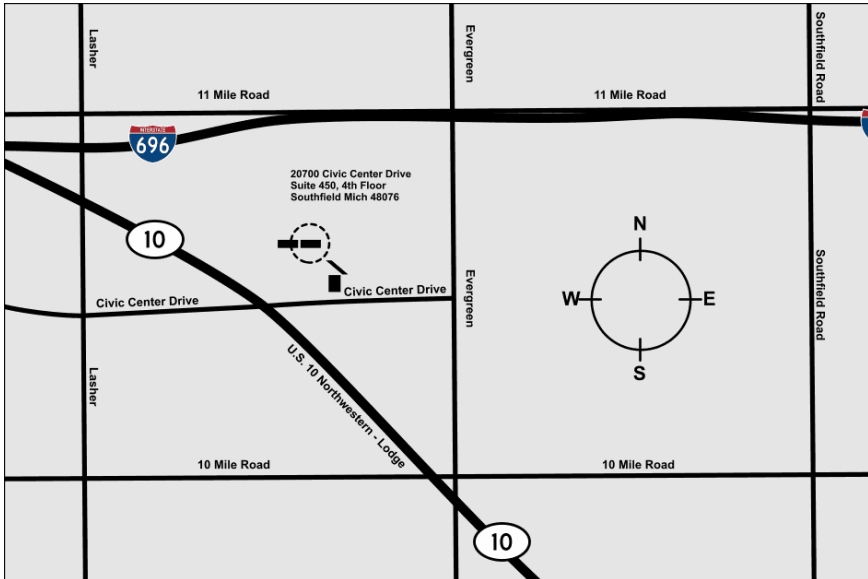 Lasher
Evergreen
Southfield Road
11 Mile Road
11 Mile Road
INTERSTATE
696
20700 Civic Center Drive
Suite 450, 4th Floor
Southfield Mich 48076
10
N
W
E
S
Civic Center Drive
Civic Center Drive
Evergreen
Southfield Road
Lasher
U.S. 10 Northwestern - Lodge
10 Mile Road
10 Mile Road
10